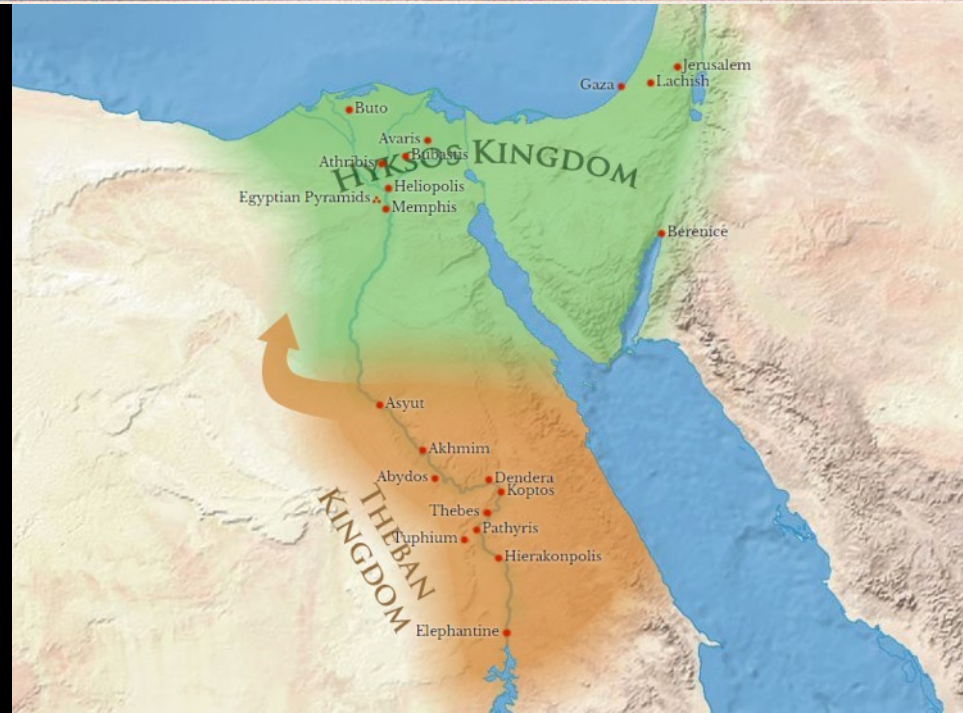 Jerusalem
Gaza
Lachish
Buto
Avaris
Bubastis
Athribis
HYKSOS KINGDOM
Heliopolis
Egyptian Pyramids
Memphis
Berenice
Asyut
Akhmim
Abydos
Dendera
Koptos
THEBAN
KINGDOM
Thebes
Pathyris
Tuphium
Hierakonpolis
Elephantine